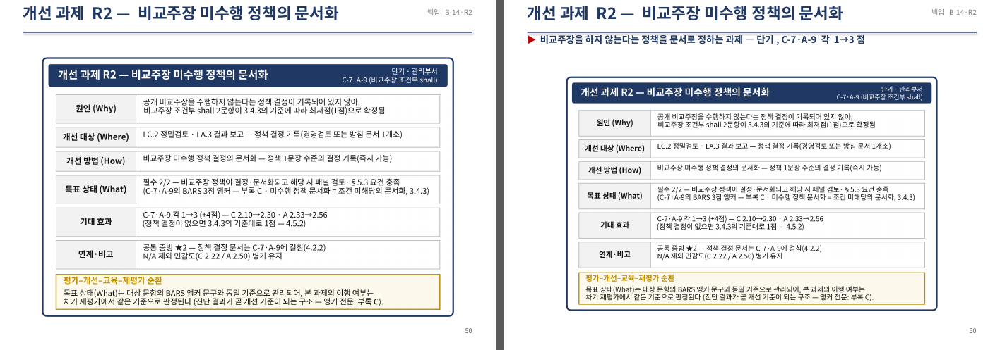 개선 과제 R2 — 비교주장 미수행 정책의 문서화
백업 B-14·R2
개선 과제 R2 — 비교주장 미수행 정책의 문서화
단기 · 관리부서
C-7·A-9 (비교주장 조건부 shall)
원인 (Why)
공개 비교주장을 수행하지 않는다는 정책 결정이 기록되어 있지 않아,
비교주장 조건부 shall 2문항이 3.4.3의 기준에 따라 최저점(1점)으로 확정됨
개선 대상 (Where)
LC.2 정밀검토 · LA.3 결과 보고 — 정책 결정 기록(경영검토 또는 방침 문서 1개소)
개선 방법 (How)
비교주장 미수행 정책 결정의 문서화 — 정책 1문장 수준의 결정 기록(즉시 가능)
목표 상태 (What)
필수 2/2 — 비교주장 정책이 결정·문서화되고 해당 시 패널 검토·§5.3 요건 충족
(C-7·A-9의 BARS 3점 앵커 — 부록 C · 미수행 정책 문서화 = 조건 미해당의 문서화, 3.4.3)
기대 효과
C-7·A-9 각 1→3 (+4점) — C 2.10→2.30 · A 2.33→2.56
(정책 결정이 없으면 3.4.3의 기준대로 1점 — 4.5.2)
연계·비고
공통 증빙 ★2 — 정책 결정 문서는 C-7·A-9에 걸침(4.2.2)
N/A 제외 민감도(C 2.22 / A 2.50) 병기 유지
평가–개선–교육–재평가 순환
목표 상태(What)는 대상 문항의 BARS 앵커 문구와 동일 기준으로 관리되어, 본 과제의 이행 여부는
차기 재평가에서 같은 기준으로 판정된다 (진단 결과가 곧 개선 기준이 되는 구조 — 앵커 전문: 부록 C).
50
개선 과제 R2 — 비교주장 미수행 정책의 문서화
백업 B-14·R2
▶ 비교주장을 하지 않는다는 정책을 문서로 정하는 과제 — 단기 , C-7·A-9 각 1→3 점
개선 과제 R2 — 비교주장 미수행 정책의 문서화
단기 · 관리부서
C-7·A-9 (비교주장 조건부 shall)
원인 (Why)
공개 비교주장을 수행하지 않는다는 정책 결정이 기록되어 있지 않아,
비교주장 조건부 shall 2문항이 3.4.3의 기준에 따라 최저점(1점)으로 확정됨
개선 대상 (Where)
LC.2 정밀검토 · LA.3 결과 보고 — 정책 결정 기록(경영검토 또는 방침 문서 1개소)
개선 방법 (How)
비교주장 미수행 정책 결정의 문서화 — 정책 1문장 수준의 결정 기록(즉시 가능)
목표 상태 (What)
필수 2/2 — 비교주장 정책이 결정·문서화되고 해당 시 패널 검토·§5.3 요건 충족
(C-7·A-9의 BARS 3점 앵커 — 부록 C · 미수행 정책 문서화 = 조건 미해당의 문서화, 3.4.3)
기대 효과
C-7·A-9 각 1→3 (+4점) — C 2.10→2.30 · A 2.33→2.56
(정책 결정이 없으면 3.4.3의 기준대로 1점 — 4.5.2)
연계·비고
공통 증빙 ★2 — 정책 결정 문서는 C-7·A-9에 걸침(4.2.2)
N/A 제외 민감도(C 2.22 / A 2.50) 병기 유지
평가–개선–교육–재평가 순환
목표 상태(What)는 대상 문항의 BARS 앵커 문구와 동일 기준으로 관리되어, 본 과제의 이행 여부는
차기 재평가에서 같은 기준으로 판정된다 (진단 결과가 곧 개선 기준이 되는 구조 — 앵커 전문: 부록 C).
50